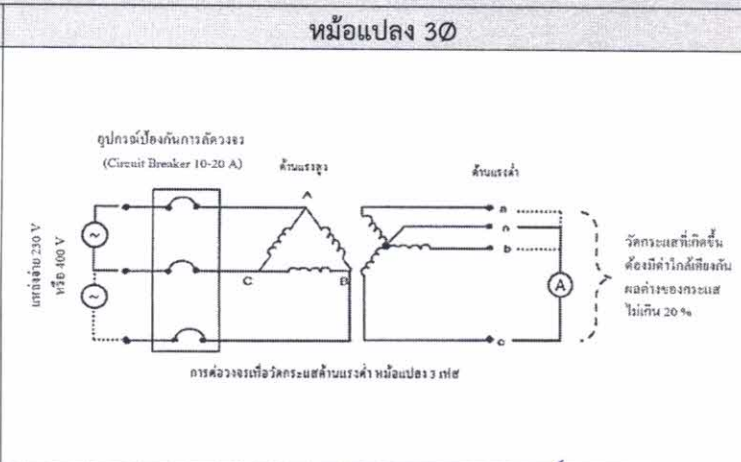 หม้อแปลง 3Ø
อุปกรณ์ป้องกันการลัดวงจร
(Circuit Breaker 10-20 A)
ด้านแรงสูง
ด้านแรงต่ำ
แหล่งจ่าย 230 V
หรือ 400 V
A
C
B
a
n
b
c
A
วัดกระแสที่เกิดขึ้น
ต้องมีค่าใกล้เคียงกัน
ผลต่างของกระแส
ไม่เกิน 20 %
การต่อวงจรเพื่อวัดกระแสด้านแรงต่ำ หม้อแปลง 3 เฟส